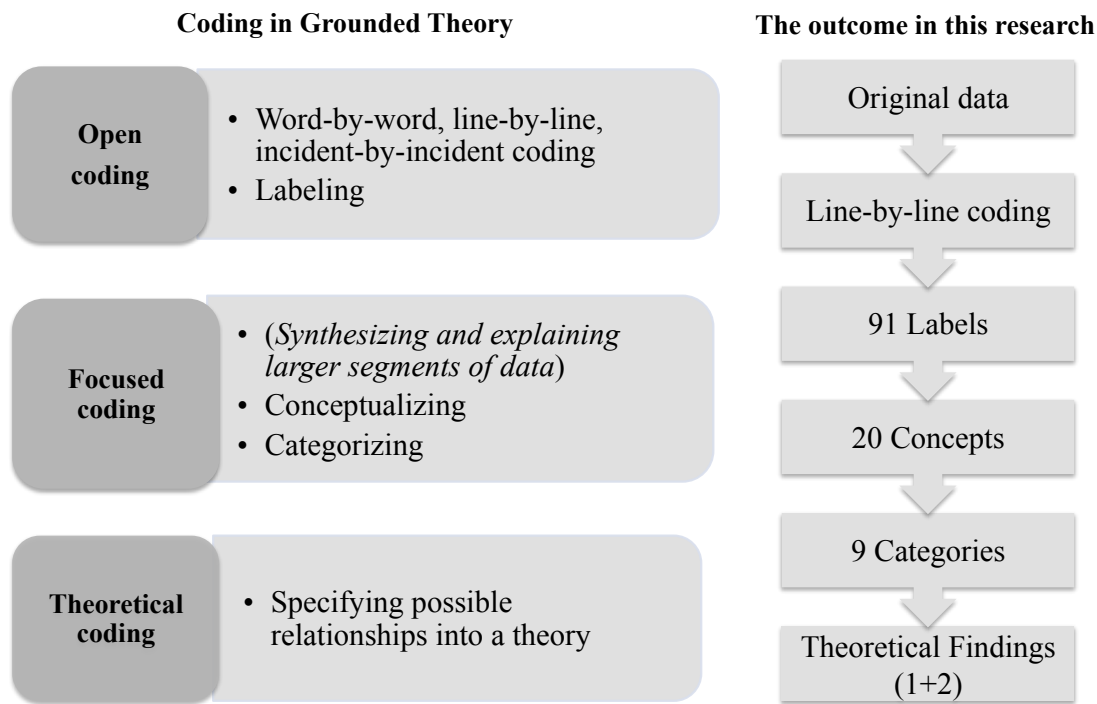 Coding in Grounded Theory
Open
coding
• Word-by-word, line-by-line,
incident-by-incident coding
• Labeling
Focused
coding
• (Synthesizing and explaining
larger segments of data)
• Conceptualizing
• Categorizing
Theoretical
coding
• Specifying possible
relationships into a theory
The outcome in this research
Original data
Line-by-line coding
91 Labels
20 Concepts
9 Categories
Theoretical Findings
(1+2)